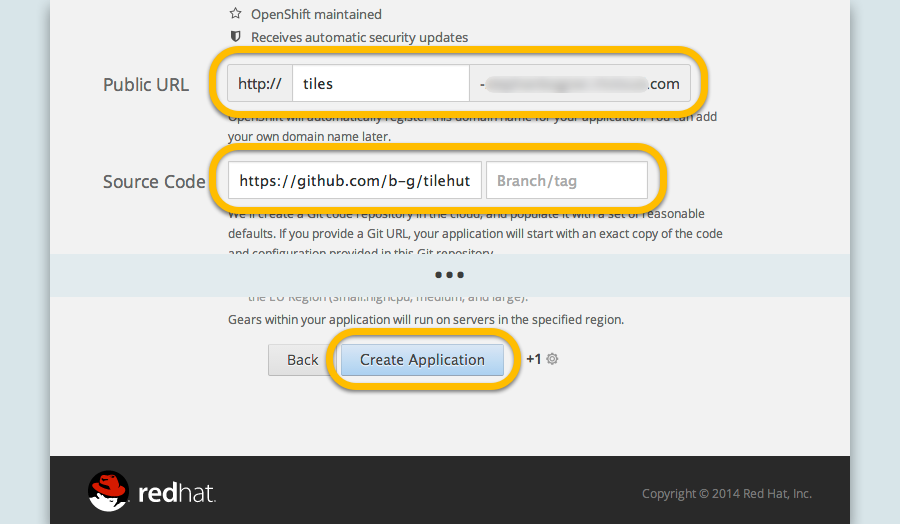 OpenShift maintained
Receives automatic security updates
Public URL http:// tiles - .com
OpenShift will automatically register this domain name for your application. You can add
your own domain name later.
Source Code https://github.com/b-g/tilehut Branch/tag
We'll create a Git code repository in the cloud, and populate it with a set of reasonable
defaults. If you provide a Git URL, your application will start with an exact copy of the code
and configuration provided in this Git repository.
•••
the EU Region (small.highcpu, medium, and large).
Gears within your application will run on servers in the specified region.
Back Create Application +1
redhat. Copyright © 2014 Red Hat, Inc.